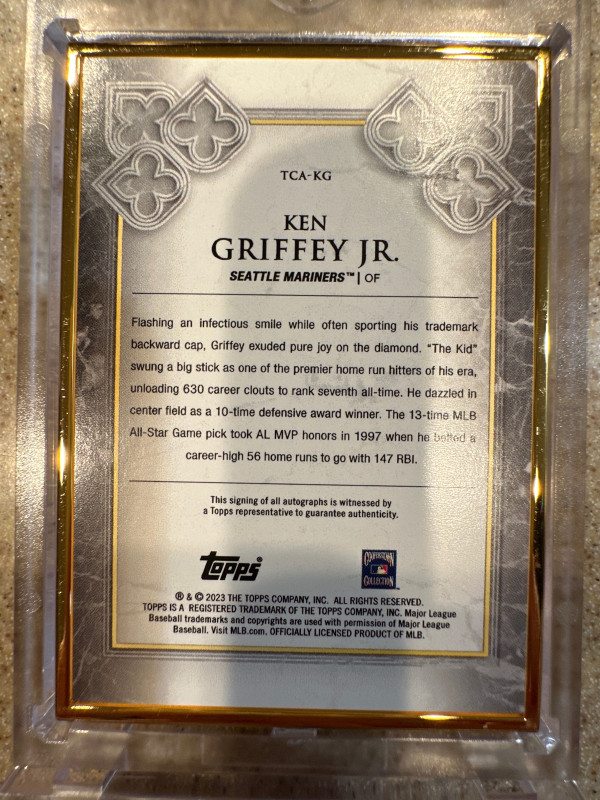 TCA-KG
KEN
GRIFFEY JR.
SEATTLE MARINERS™ | OF
Flashing an infectious smile while often sporting his trademark
backward cap, Griffey exuded pure joy on the diamond. “The Kid”
swung a big stick as one of the premier home run hitters of his era,
unloading 630 career clouts to rank seventh all-time. He dazzled in
center field as a 10-time defensive award winner. The 13-time MLB
All-Star Game pick took AL MVP honors in 1997 when he belted a
career-high 56 home runs to go with 147 RBI.
This signing of all autographs is witnessed by
a Topps representative to guarantee authenticity.
topps®
COOPERSTOWN
COLLECTION™
® & © 2023 THE TOPPS COMPANY, INC. ALL RIGHTS RESERVED.
TOPPS IS A REGISTERED TRADEMARK OF THE TOPPS COMPANY, INC. Major League
Baseball trademarks and copyrights are used with permission of Major League
Baseball. Visit MLB.com. OFFICIALLY LICENSED PRODUCT OF MLB.